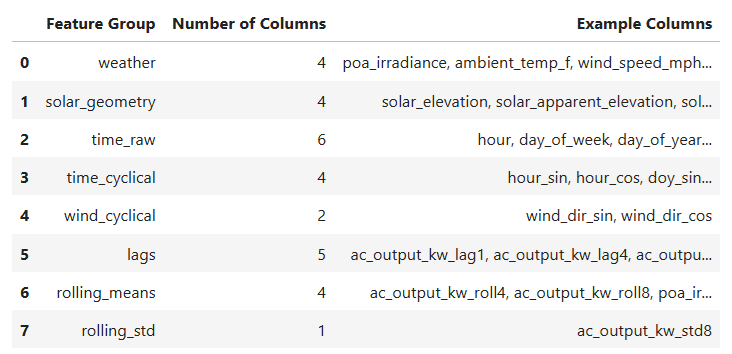 Feature Group Number of Columns Example Columns
0 weather 4 poa_irradiance, ambient_temp_f, wind_speed_mph...
1 solar_geometry 4 solar_elevation, solar_apparent_elevation, sol...
2 time_raw 6 hour, day_of_week, day_of_year...
3 time_cyclical 4 hour_sin, hour_cos, doy_sin...
4 wind_cyclical 2 wind_dir_sin, wind_dir_cos
5 lags 5 ac_output_kw_lag1, ac_output_kw_lag4, ac_outpu...
6 rolling_means 4 ac_output_kw_roll4, ac_output_kw_roll8, poa_ir...
7 rolling_std 1 ac_output_kw_std8